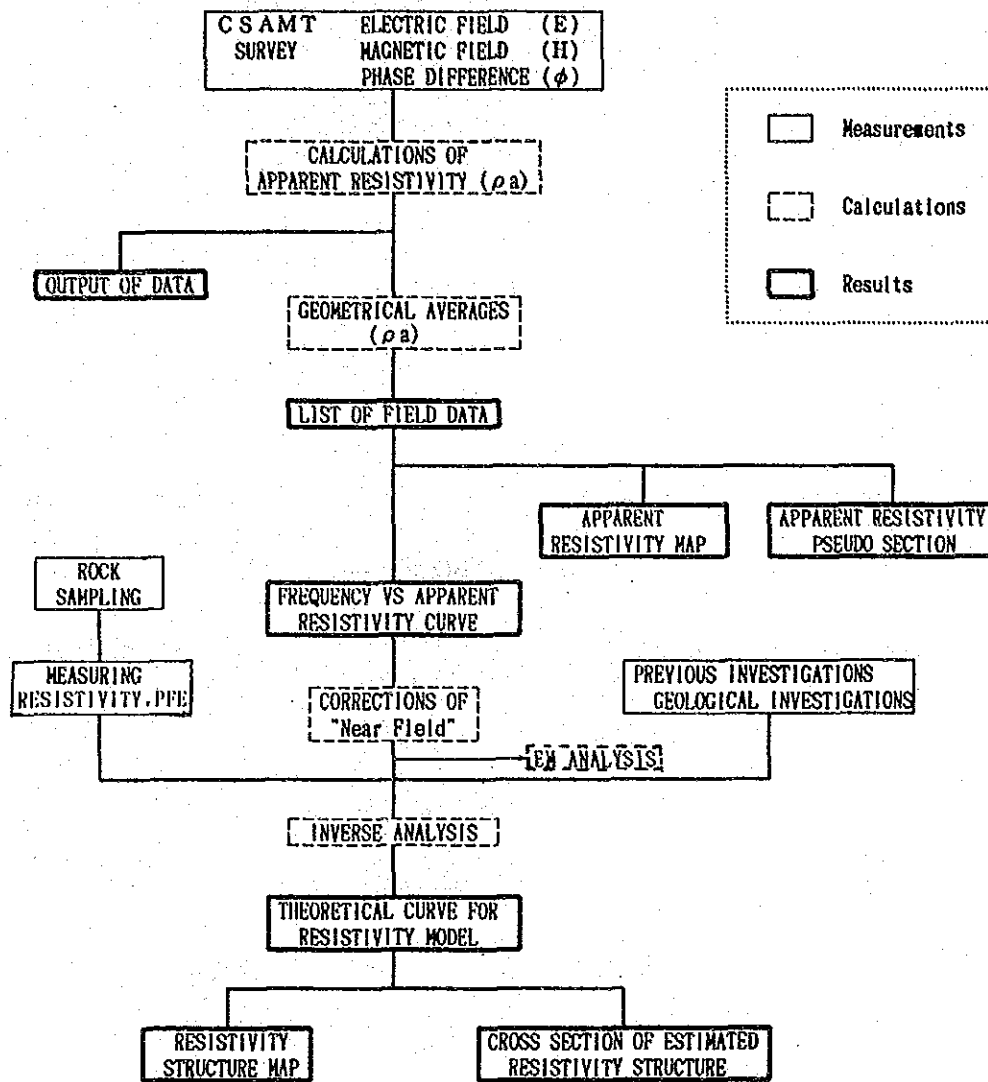 CSAMT ELECTRIC FIELD (E)
SURVEY MAGNETIC FIELD (H)
PHASE DIFFERENCE (φ)
Measurements
Calculations
Results
CALCULATIONS OF
APPARENT RESISTIVITY (ρa)
OUTPUT OF DATA
GEOMETRICAL AVERAGES
(ρa)
LIST OF FIELD DATA
APPARENT
RESISTIVITY MAP
APPARENT RESISTIVITY
PSEUDO SECTION
ROCK
SAMPLING
FREQUENCY VS APPARENT
RESISTIVITY CURVE
MEASURING
RESISTIVITY, PFE
CORRECTIONS OF
"Near Field"
PREVIOUS INVESTIGATIONS
GEOLOGICAL INVESTIGATIONS
EM ANALYSIS
INVERSE ANALYSIS
THEORETICAL CURVE FOR
RESISTIVITY MODEL
RESISTIVITY
STRUCTURE MAP
CROSS SECTION OF ESTIMATED
RESISTIVITY STRUCTURE